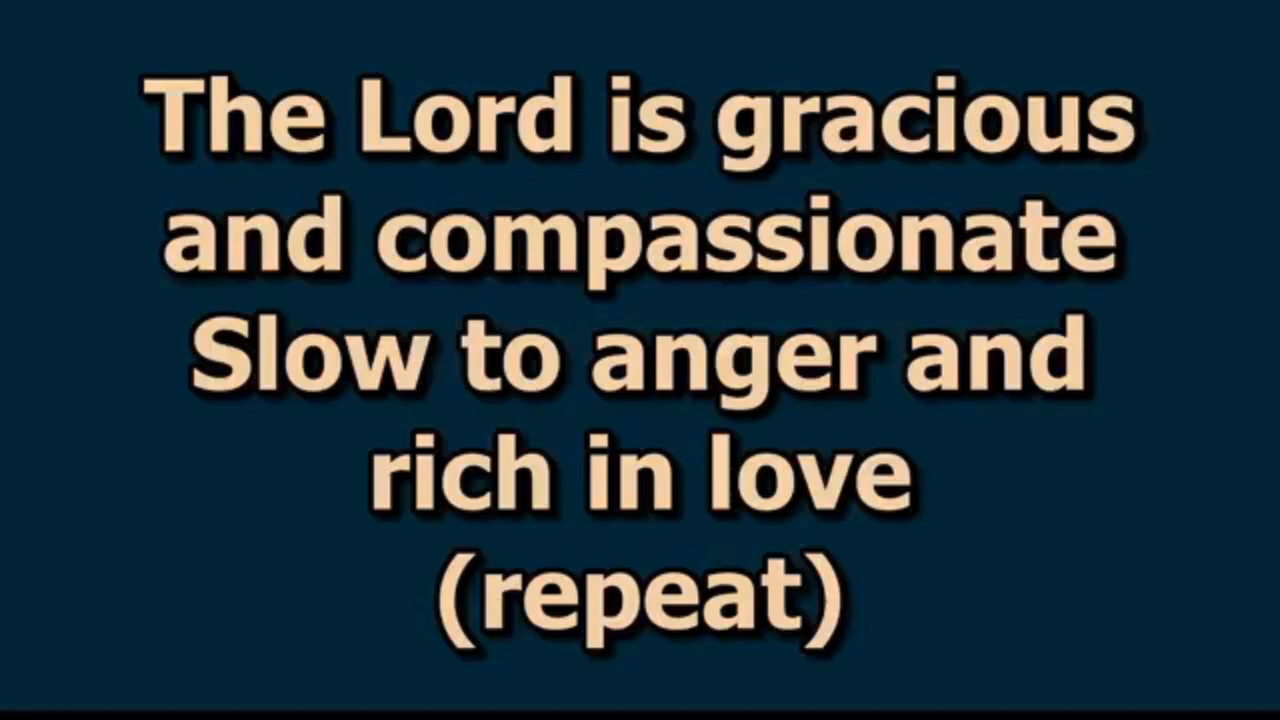 The Lord is gracious
and compassionate
Slow to anger and
rich in love
(repeat)